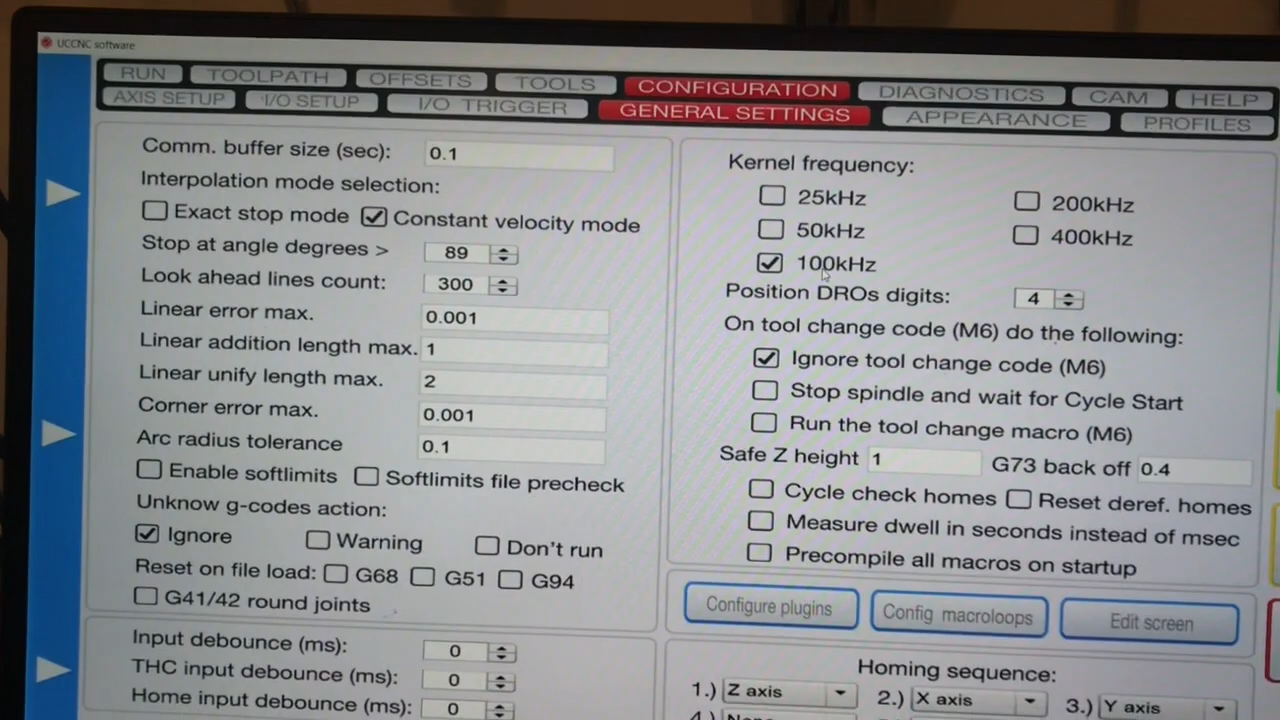 UCCNC software
RUN TOOLPATH OFFSETS TOOLS CONFIGURATION DIAGNOSTICS CAM HELP
AXIS SETUP I/O SETUP I/O TRIGGER GENERAL SETTINGS APPEARANCE PROFILES
Comm. buffer size (sec): 0.1
Interpolation mode selection:
Exact stop mode Constant velocity mode
Stop at angle degrees > 89
Look ahead lines count: 300
Linear error max. 0.001
Linear addition length max. 1
Linear unify length max. 2
Corner error max. 0.001
Arc radius tolerance 0.1
Enable softlimits Softlimits file precheck
Unknow g-codes action:
Ignore Warning Don't run
Reset on file load: G68 G51 G94
G41/42 round joints
Input debounce (ms): 0
THC input debounce (ms): 0
Home input debounce (ms): 0
Kernel frequency:
25kHz 200kHz
50kHz 400kHz
100kHz
Position DROs digits: 4
On tool change code (M6) do the following:
Ignore tool change code (M6)
Stop spindle and wait for Cycle Start
Run the tool change macro (M6)
Safe Z height 1 G73 back off 0.4
Cycle check homes Reset deref. homes
Measure dwell in seconds instead of msec
Precompile all macros on startup
Configure plugins Config macroloops Edit screen
Homing sequence:
1.) Z axis 2.) X axis 3.) Y axis